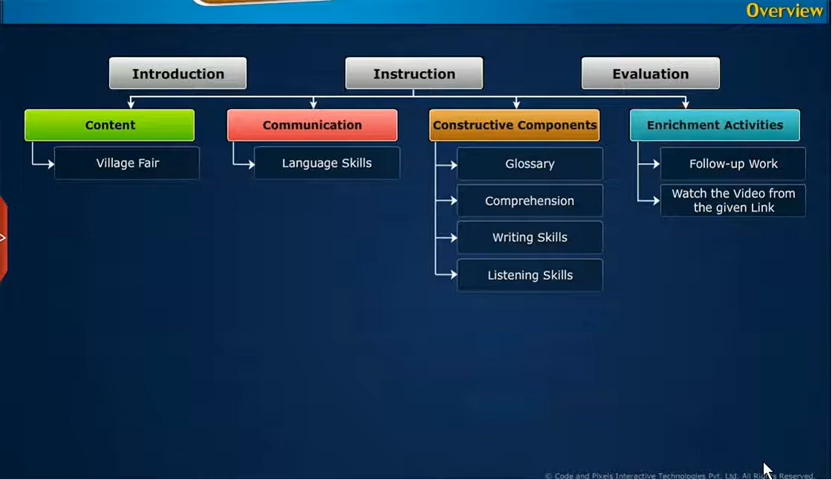 Overview
Introduction
Instruction
Evaluation
Content
Communication
Constructive Components
Enrichment Activities
Village Fair
Language Skills
Glossary
Follow-up Work
Comprehension
Watch the Video from
the given Link
Writing Skills
Listening Skills
© Code and Pixels Interactive Technologies Pvt. Ltd. All Rights Reserved.